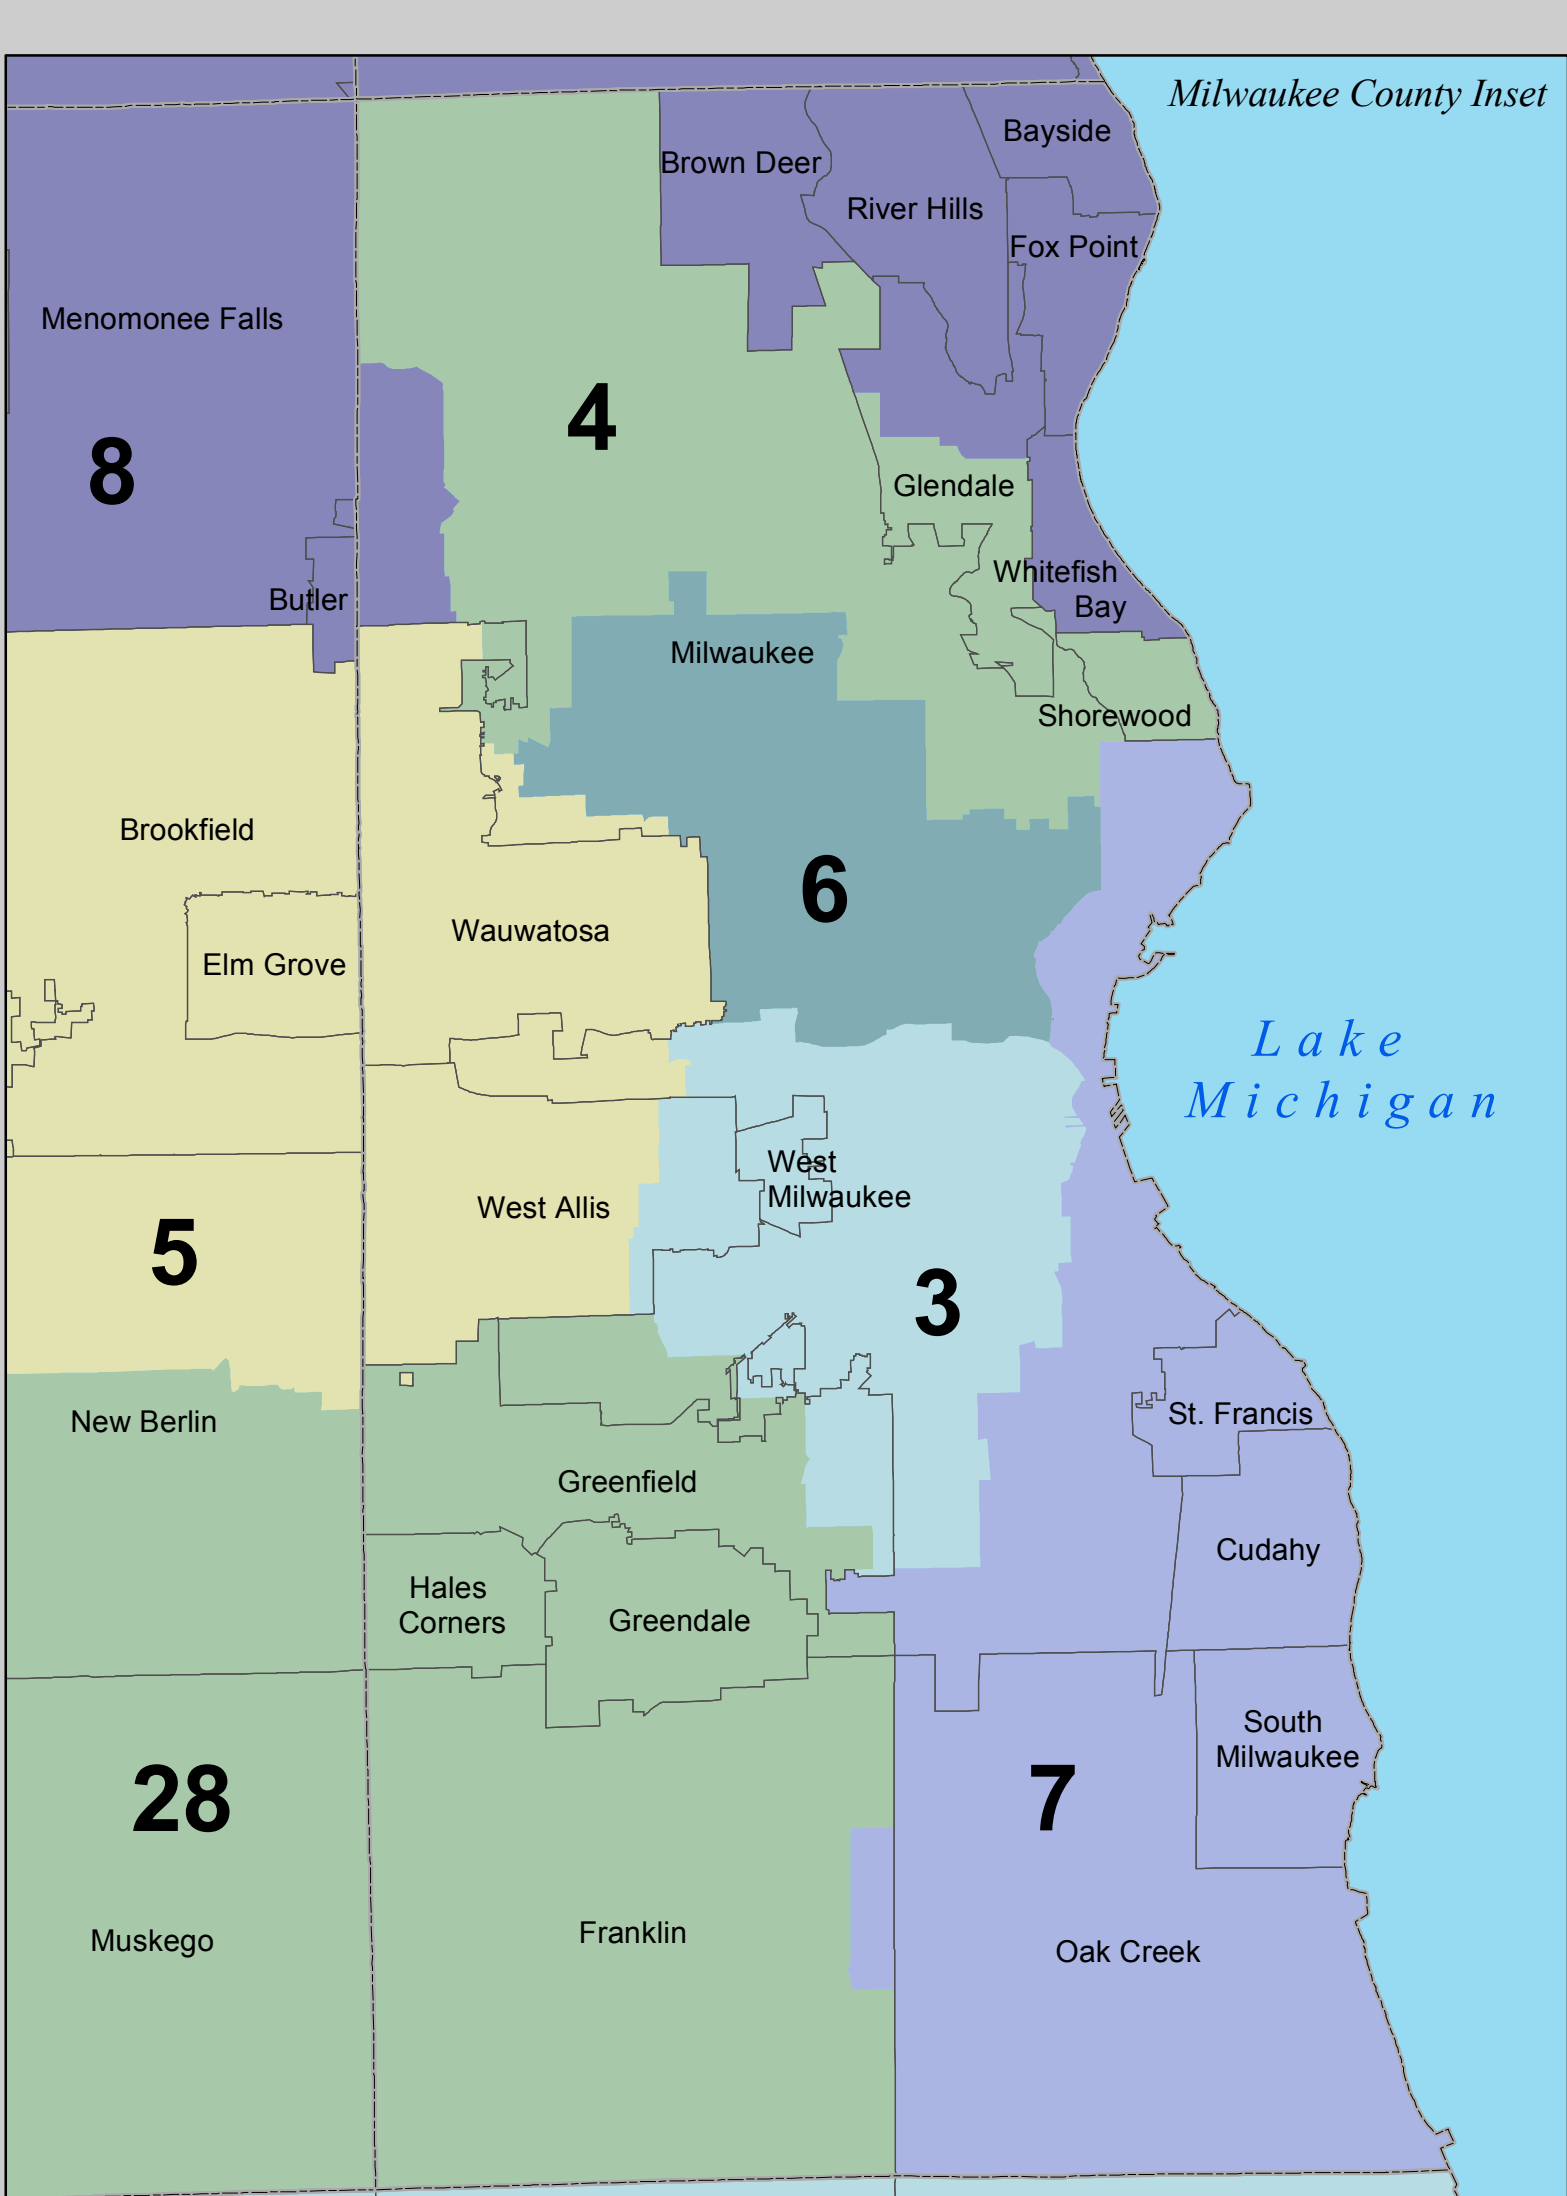 Milwaukee County Inset
Bayside
Brown Deer
River Hills
Fox Point
Menomonee Falls
4
8
Glendale
Whitefish
Bay
Butler
Milwaukee
Shorewood
Brookfield
6
Wauwatosa
Elm Grove
Lake
Michigan
West
Milwaukee
West Allis
5
3
New Berlin
St. Francis
Greenfield
Cudahy
Hales
Corners
Greendale
South
Milwaukee
28
7
Muskego
Franklin
Oak Creek